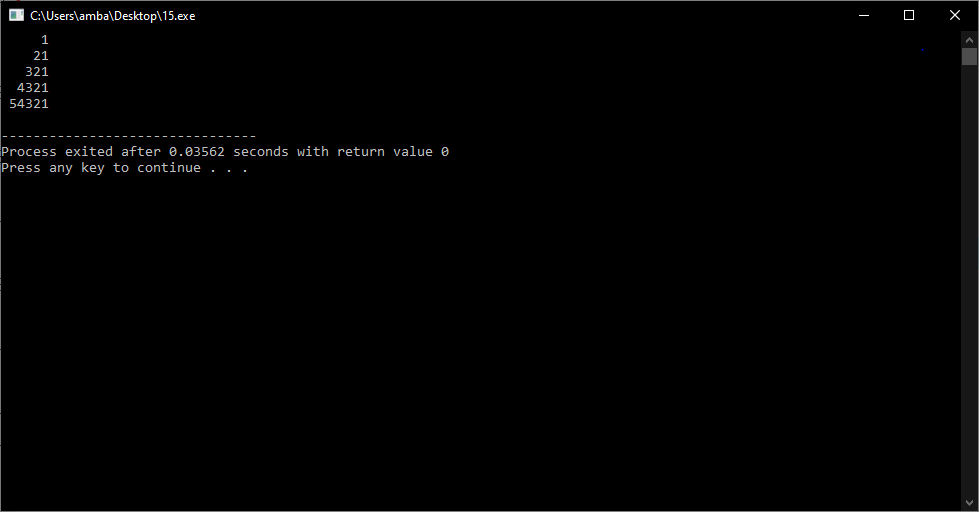 C:\Users\amba\Desktop\15.exe
     1
    21
   321
  4321
 54321
--------------------------------
Process exited after 0.03562 seconds with return value 0
Press any key to continue . . .